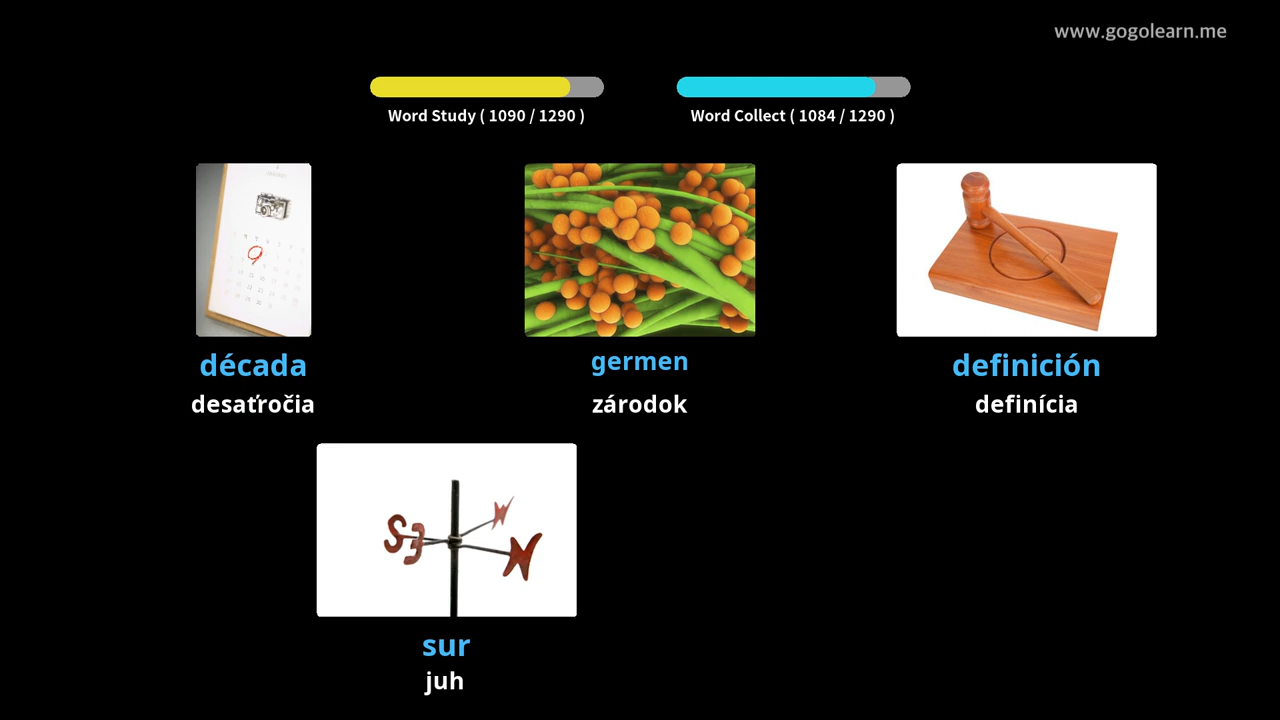 www.gogolearn.me
Word Study ( 1090 / 1290 )
Word Collect ( 1084 / 1290 )
década
germen
definición
desaťročia
zárodok
definícia
sur
juh